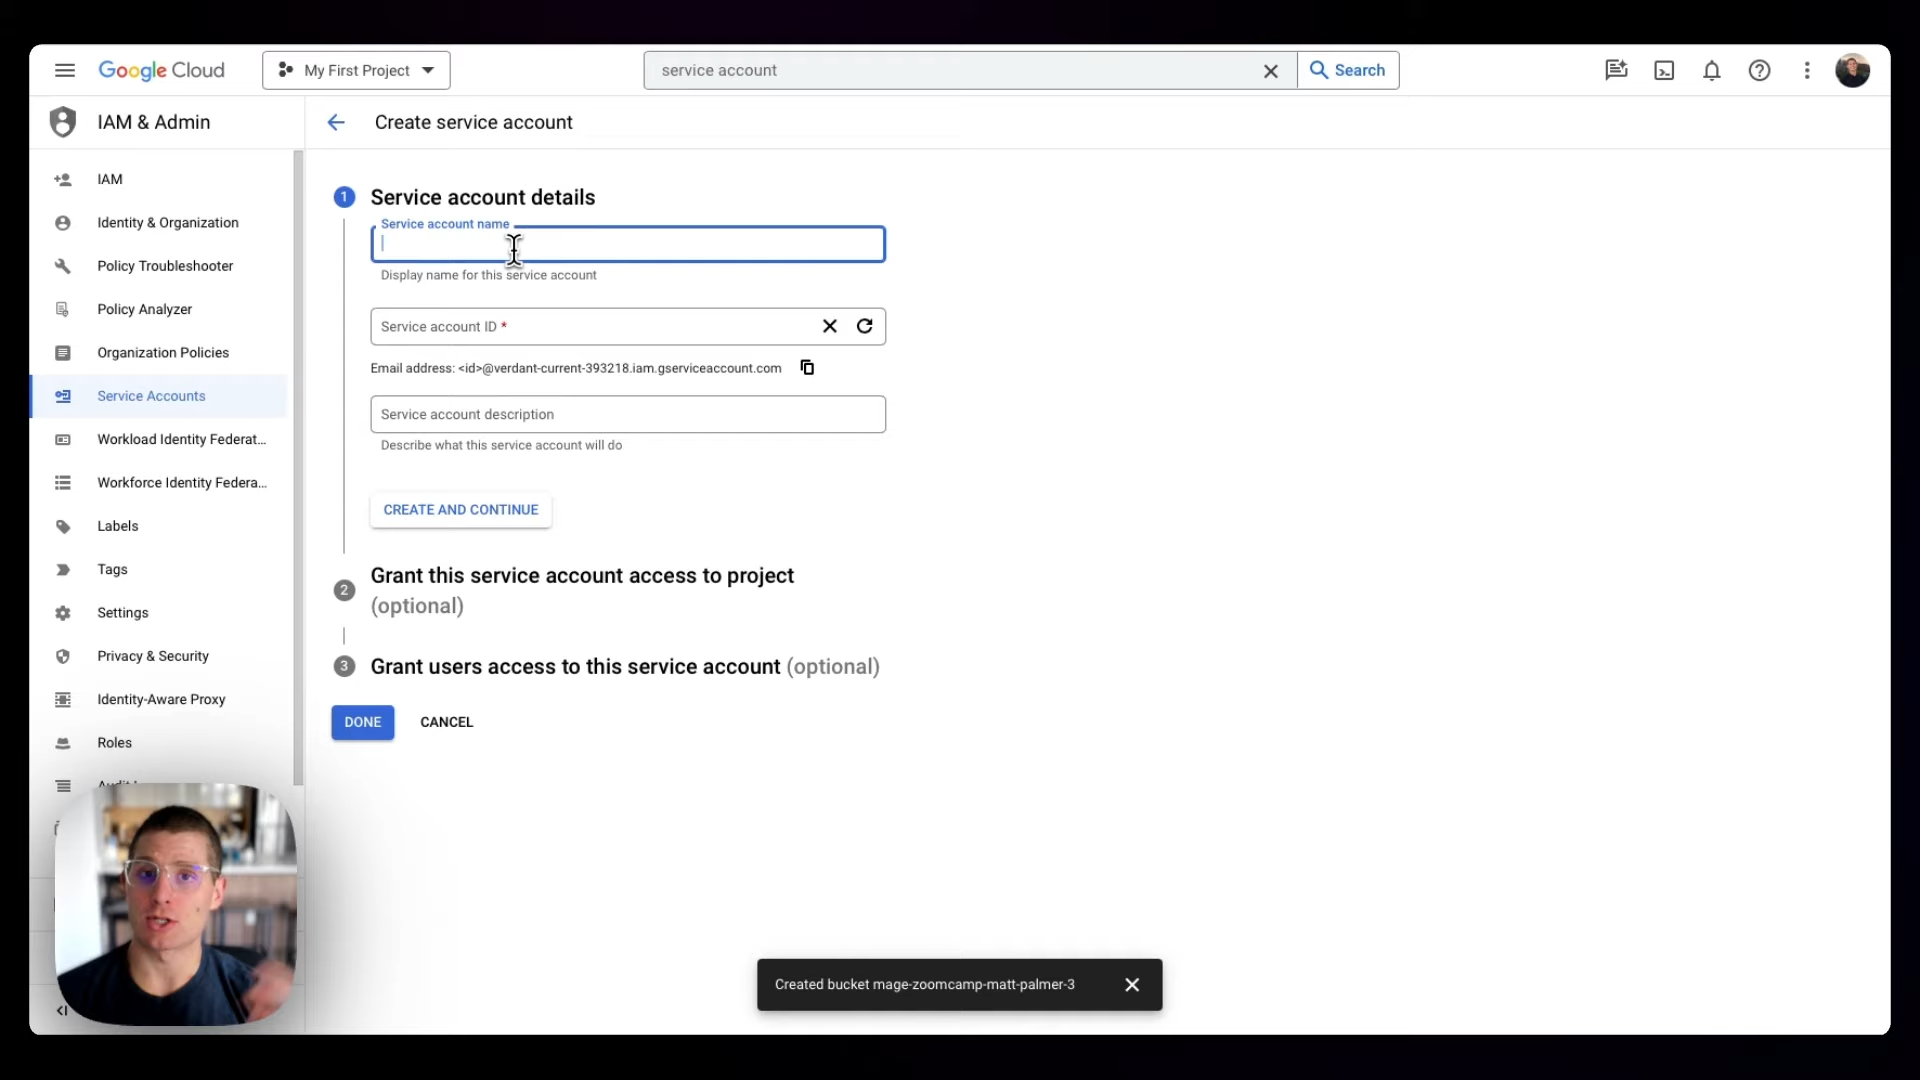 Google Cloud
My First Project
service account
Search
IAM & Admin
Create service account
IAM
Identity & Organization
Policy Troubleshooter
Policy Analyzer
Organization Policies
Service Accounts
Workload Identity Federat...
Workforce Identity Federa...
Labels
Tags
Settings
Privacy & Security
Identity-Aware Proxy
Roles
1
Service account details
Service account name
Display name for this service account
Service account ID *
Email address: <id>@verdant-current-393218.iam.gserviceaccount.com
Service account description
Describe what this service account will do
CREATE AND CONTINUE
2
Grant this service account access to project
(optional)
3
Grant users access to this service account (optional)
DONE
CANCEL
Created bucket mage-zoomcamp-matt-palmer-3